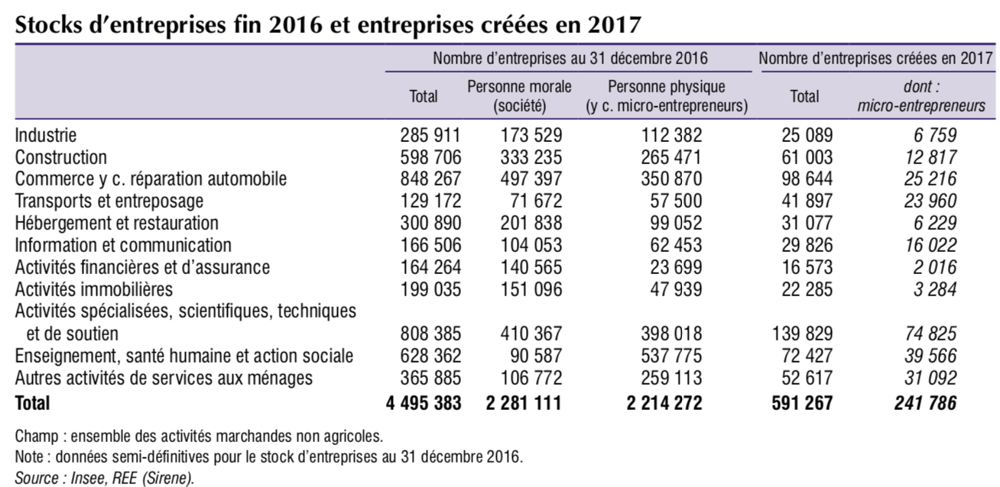 Stocks d'entreprises fin 2016 et entreprises créées en 2017
Nombre d'entreprises au 31 décembre 2016 Nombre d'entreprises créées en 2017
Total Personne morale (société) Personne physique (y c. micro-entrepreneurs) Total dont : micro-entrepreneurs
Industrie 285 911 173 529 112 382 25 089 6 759
Construction 598 706 333 235 265 471 61 003 12 817
Commerce y c. réparation automobile 848 267 497 397 350 870 98 644 25 216
Transports et entreposage 129 172 71 672 57 500 41 897 23 960
Hébergement et restauration 300 890 201 838 99 052 31 077 6 229
Information et communication 166 506 104 053 62 453 29 826 16 022
Activités financières et d'assurance 164 264 140 565 23 699 16 573 2 016
Activités immobilières 199 035 151 096 47 939 22 285 3 284
Activités spécialisées, scientifiques, techniques
et de soutien 808 385 410 367 398 018 139 829 74 825
Enseignement, santé humaine et action sociale 628 362 90 587 537 775 72 427 39 566
Autres activités de services aux ménages 365 885 106 772 259 113 52 617 31 092
Total 4 495 383 2 281 111 2 214 272 591 267 241 786
Champ : ensemble des activités marchandes non agricoles.
Note : données semi-définitives pour le stock d'entreprises au 31 décembre 2016.
Source : Insee, REE (Sirene).